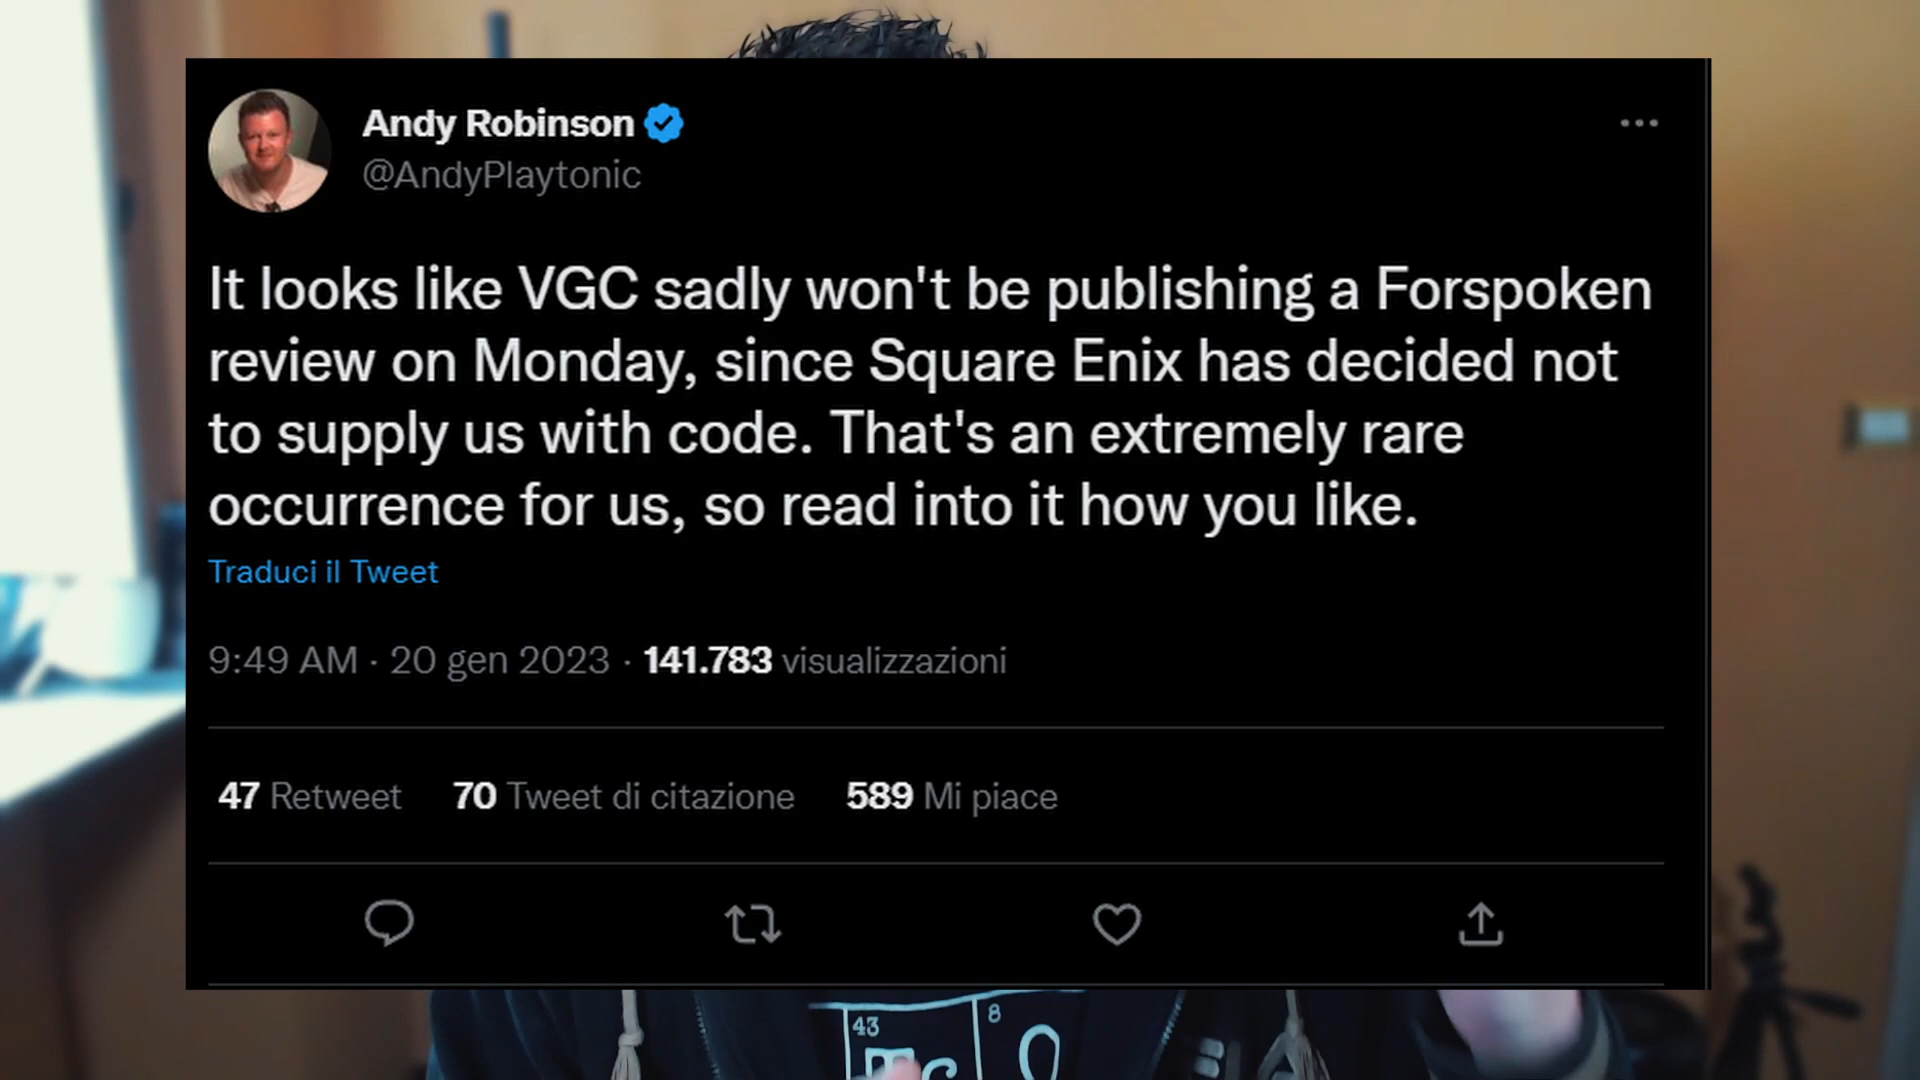 Andy Robinson
@AndyPlaytonic
It looks like VGC sadly won't be publishing a Forspoken
review on Monday, since Square Enix has decided not
to supply us with code. That's an extremely rare
occurrence for us, so read into it how you like.
Traduci il Tweet
9:49 AM · 20 gen 2023 · 141.783 visualizzazioni
47 Retweet 70 Tweet di citazione 589 Mi piace
43 8
Tc O